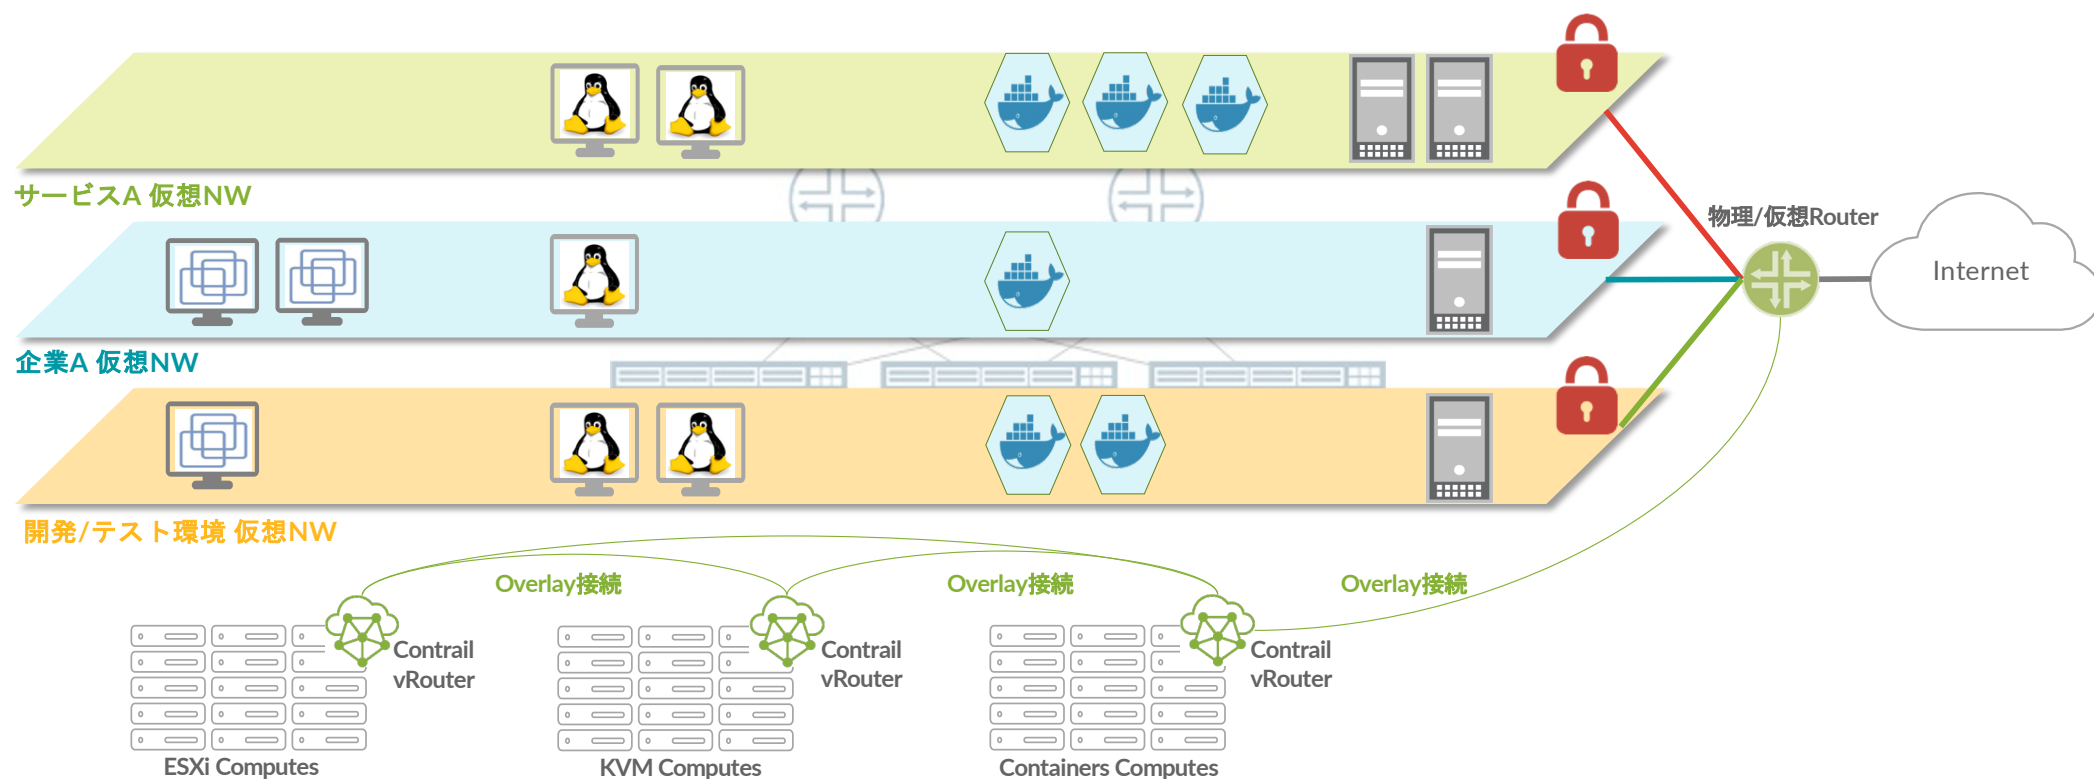 サービスA 仮想NW
物理/仮想Router
Internet
企業A 仮想NW
開発/テスト環境 仮想NW
Overlay接続
Overlay接続
Overlay接続
Contrail
vRouter
Contrail
vRouter
Contrail
vRouter
ESXi Computes
KVM Computes
Containers Computes